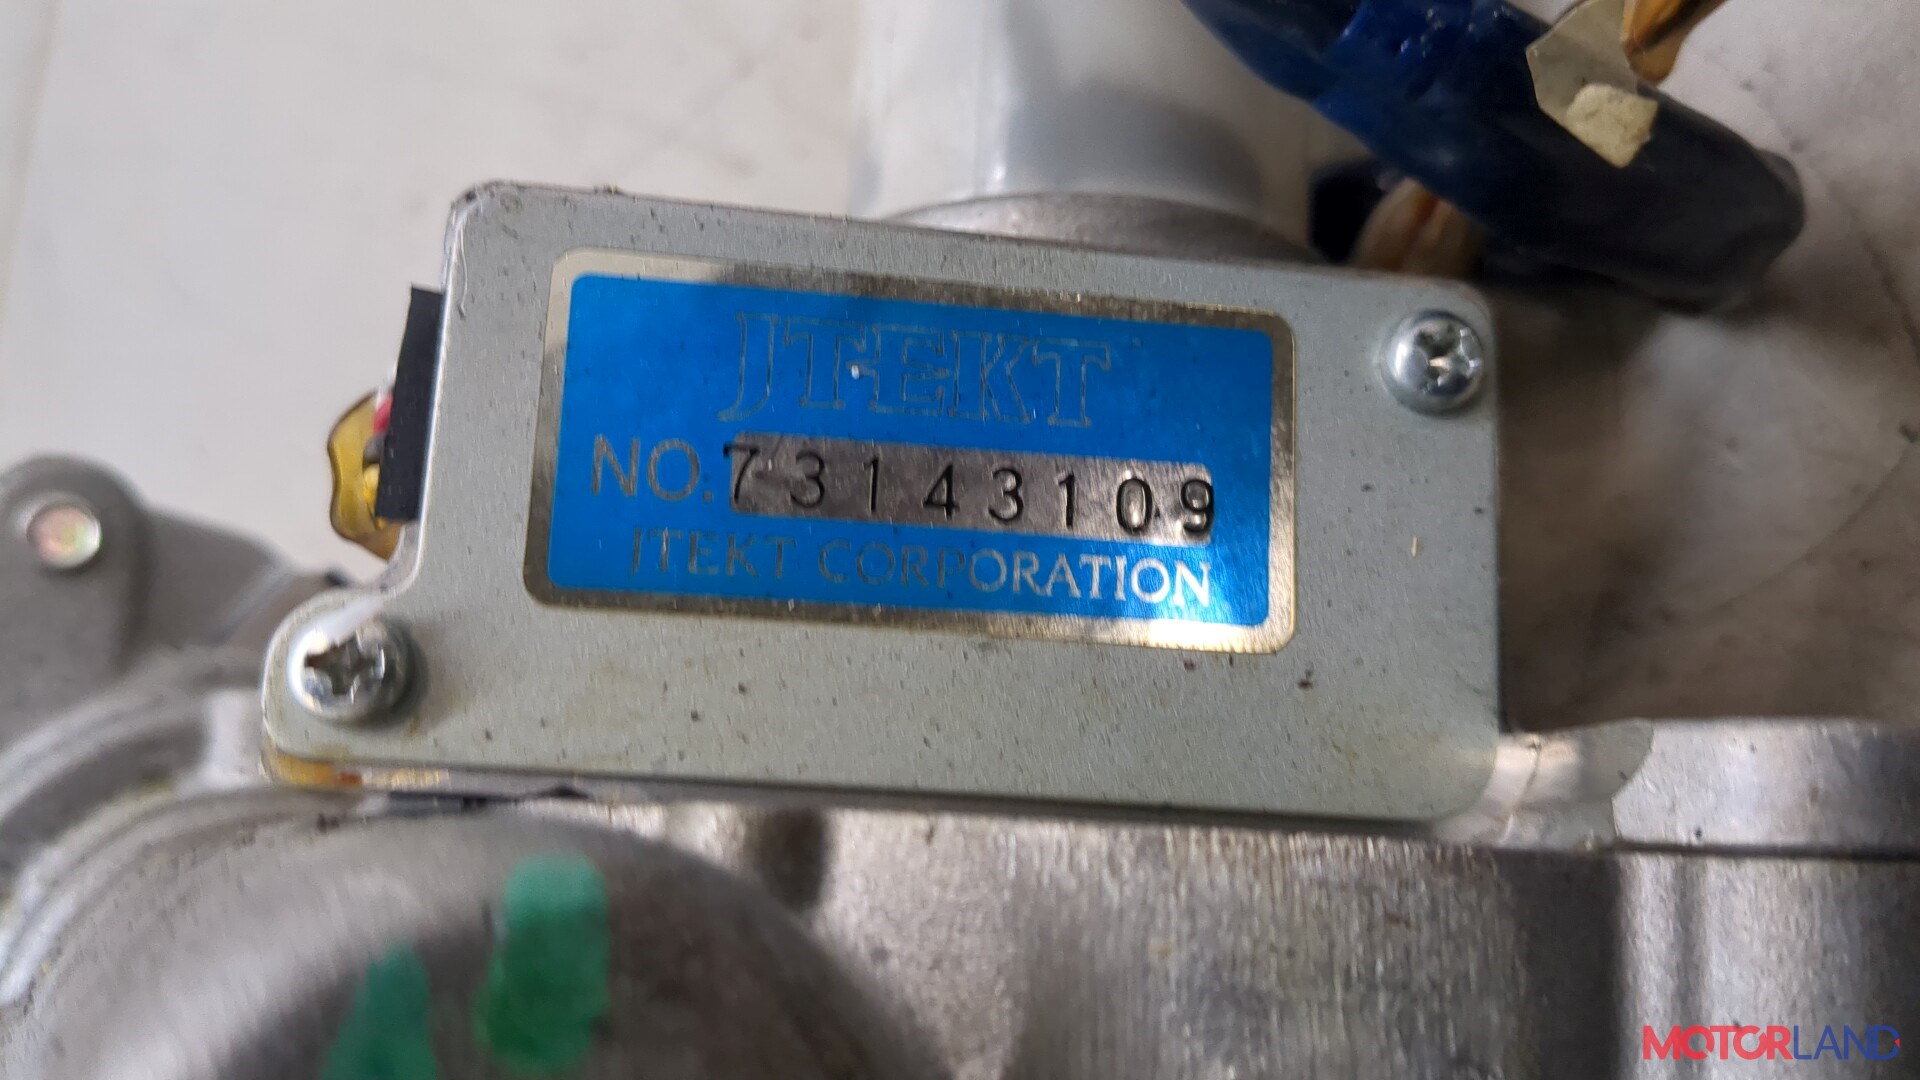 JTEKT
NO. 73143109
JTEKT CORPORATION
MOTORLAND